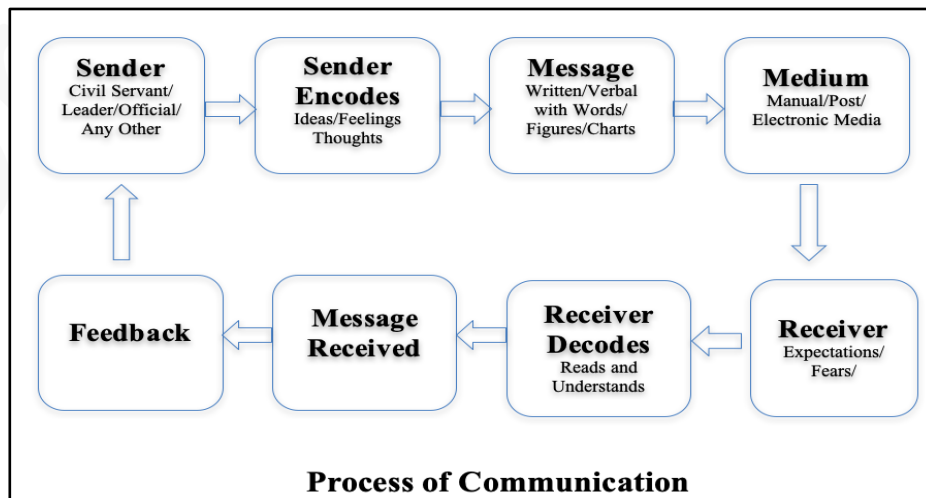 Sender
Civil Servant/
Leader/Official/
Any Other
Sender
Encodes
Ideas/Feelings
Thoughts
Message
Written/Verbal
with Words/
Figures/Charts
Medium
Manual/Post/
Electronic Media
Receiver
Expectations/
Fears/
Receiver
Decodes
Reads and
Understands
Message
Received
Feedback
Process of Communication